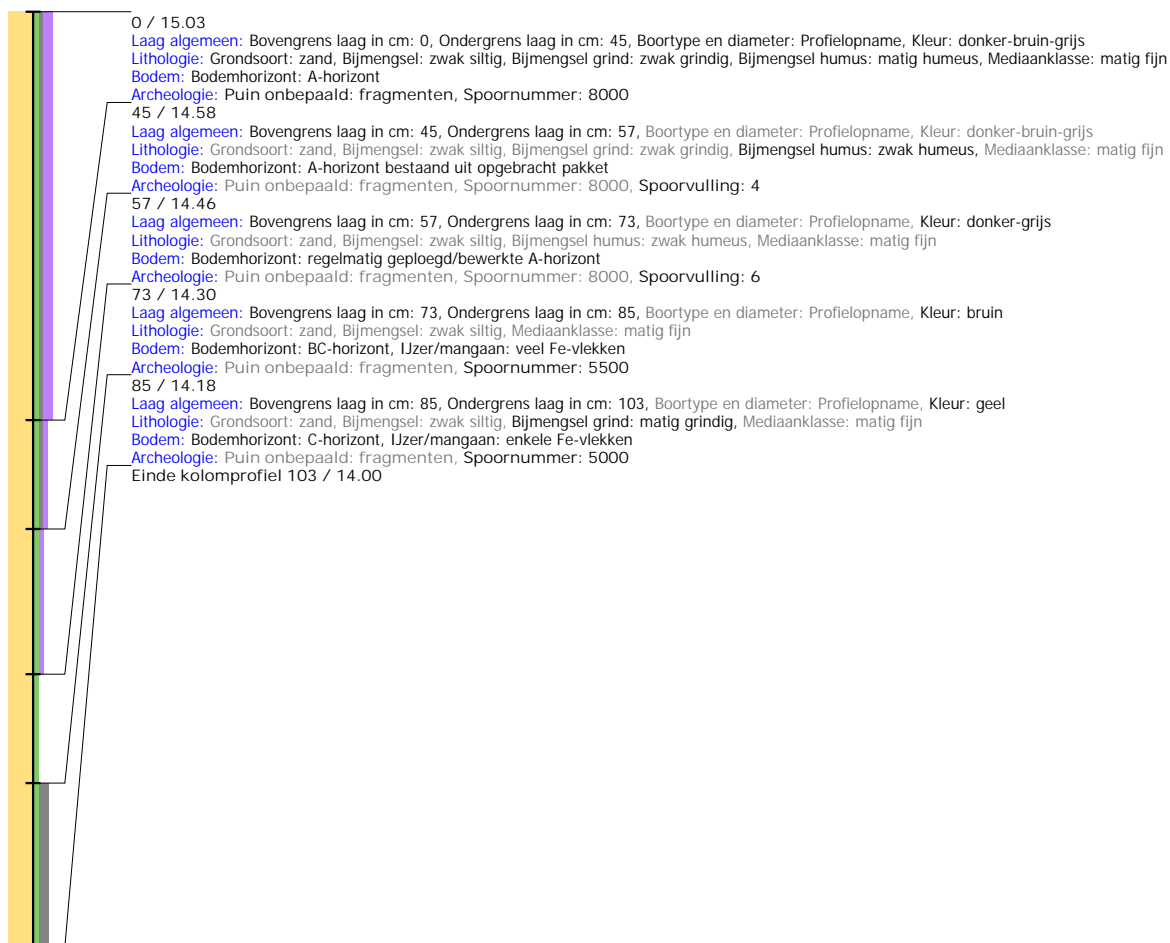 0 / 15.03
Laag algemeen: Bovengrens laag in cm: 0, Ondergrens laag in cm: 45, Boortype en diameter: Profielopname, Kleur: donker-bruin-grijs
Lithologie: Grondsoort: zand, Bijmengsel: zwak siltig, Bijmengsel grind: zwak grindig, Bijmengsel humus: matig humeus, Mediaanklasse: matig fijn
Bodem: Bodemhorizont: A-horizont
Archeologie: Puin onbepaald: fragmenten, Spoornummer: 8000
45 / 14.58
Laag algemeen: Bovengrens laag in cm: 45, Ondergrens laag in cm: 57, Boortype en diameter: Profielopname, Kleur: donker-bruin-grijs
Lithologie: Grondsoort: zand, Bijmengsel: zwak siltig, Bijmengsel grind: zwak grindig, Bijmengsel humus: zwak humeus, Mediaanklasse: matig fijn
Bodem: Bodemhorizont: A-horizont bestaand uit opgebracht pakket
Archeologie: Puin onbepaald: fragmenten, Spoornummer: 8000, Spoorvulling: 4
57 / 14.46
Laag algemeen: Bovengrens laag in cm: 57, Ondergrens laag in cm: 73, Boortype en diameter: Profielopname, Kleur: donker-grijs
Lithologie: Grondsoort: zand, Bijmengsel: zwak siltig, Bijmengsel humus: zwak humeus, Mediaanklasse: matig fijn
Bodem: Bodemhorizont: regelmatig geploegd/bewerkte A-horizont
Archeologie: Puin onbepaald: fragmenten, Spoornummer: 8000, Spoorvulling: 6
73 / 14.30
Laag algemeen: Bovengrens laag in cm: 73, Ondergrens laag in cm: 85, Boortype en diameter: Profielopname, Kleur: bruin
Lithologie: Grondsoort: zand, Bijmengsel: zwak siltig, Mediaanklasse: matig fijn
Bodem: Bodemhorizont: BC-horizont, IJzer/mangaan: veel Fe-vlekken
Archeologie: Puin onbepaald: fragmenten, Spoornummer: 5500
85 / 14.18
Laag algemeen: Bovengrens laag in cm: 85, Ondergrens laag in cm: 103, Boortype en diameter: Profielopname, Kleur: geel
Lithologie: Grondsoort: zand, Bijmengsel: zwak siltig, Bijmengsel grind: matig grindig, Mediaanklasse: matig fijn
Bodem: Bodemhorizont: C-horizont, IJzer/mangaan: enkele Fe-vlekken
Archeologie: Puin onbepaald: fragmenten, Spoornummer: 5000
Einde kolomprofiel 103 / 14.00